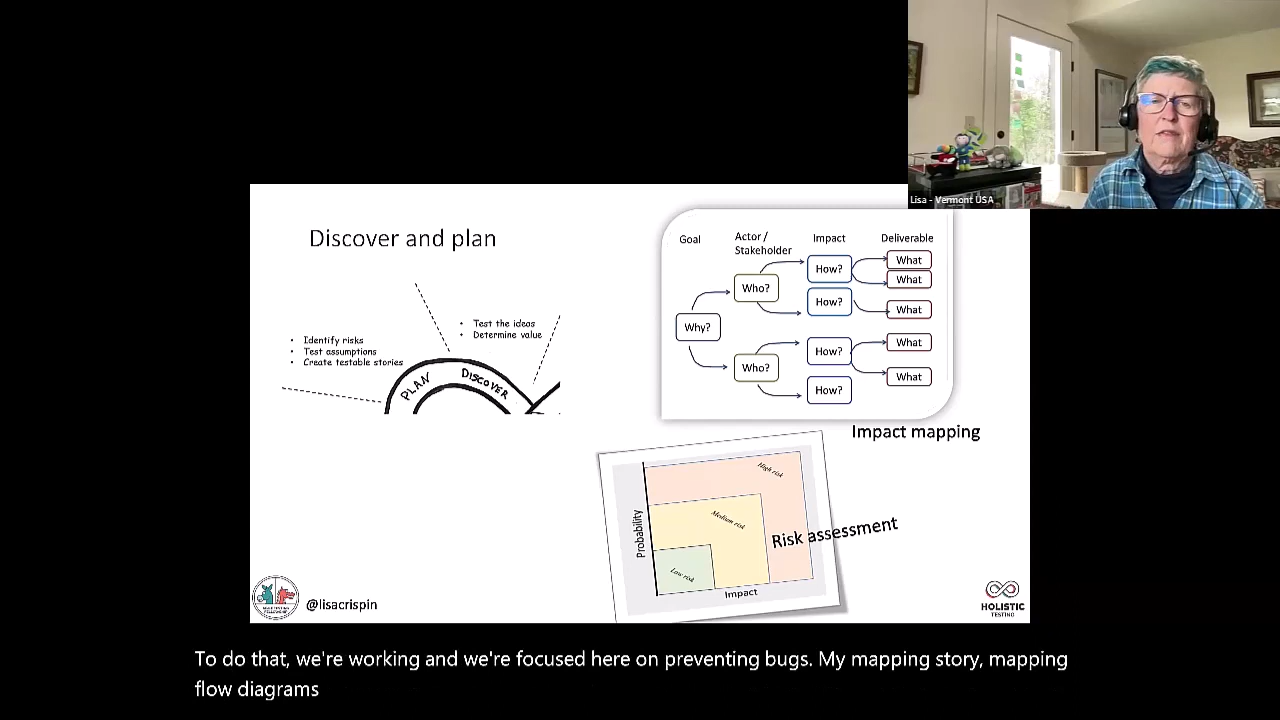 Lisa - Vermont USA
Discover and plan
• Test the ideas
• Determine value
• Identify risks
• Test assumptions
• Create testable stories
PLAN
DISCOVER
Goal
Actor /
Stakeholder
Impact
Deliverable
Why?
Who?
Who?
How?
How?
How?
How?
What
What
What
What
What
Impact mapping
Probability
High risk
Medium risk
Low risk
Impact
Risk assessment
@lisacrispin
HOLISTIC
TESTING
To do that, we're working and we're focused here on preventing bugs. My mapping story, mapping
flow diagrams